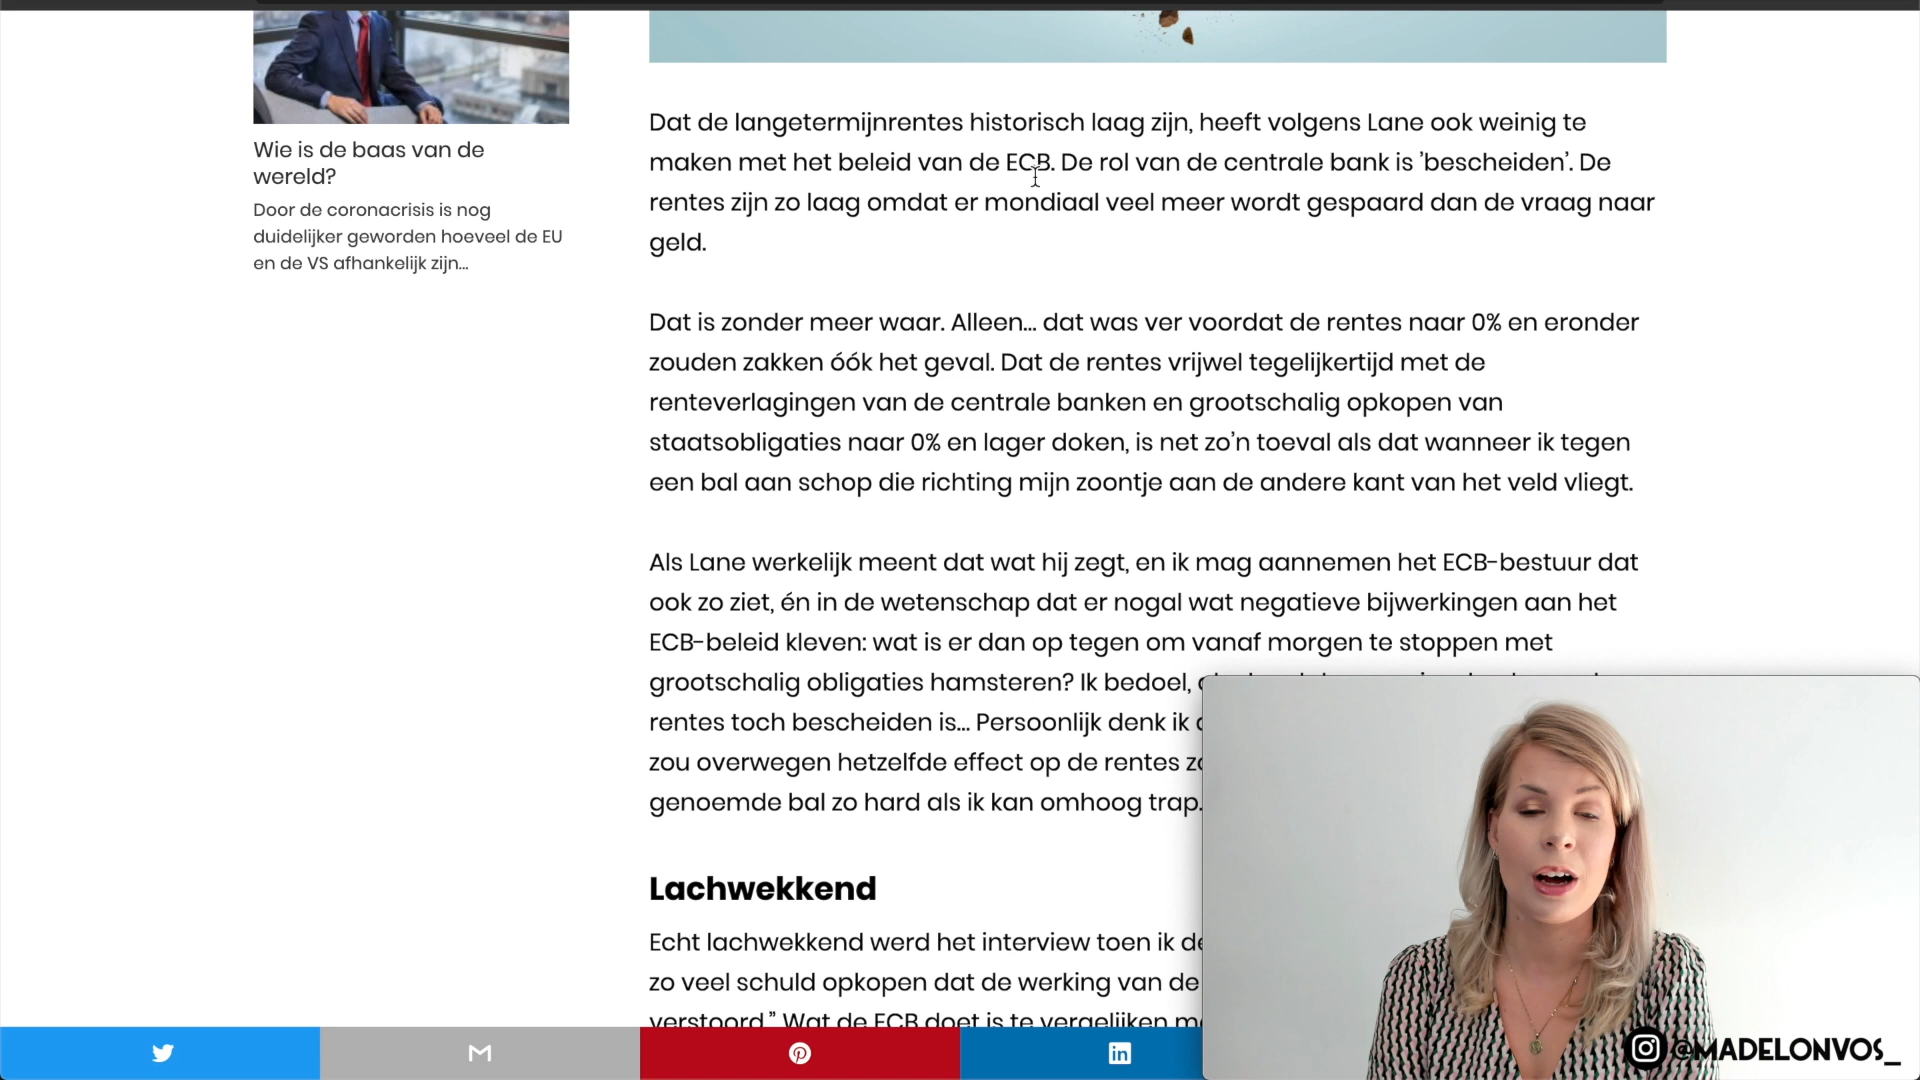 Wie is de baas van de
wereld?
Door de coronacrisis is nog
duidelijker geworden hoeveel de EU
en de VS afhankelijk zijn...
Dat de langetermijnrentes historisch laag zijn, heeft volgens Lane ook weinig te
maken met het beleid van de ECB. De rol van de centrale bank is ’bescheiden’. De
rentes zijn zo laag omdat er mondiaal veel meer wordt gespaard dan de vraag naar
geld.
Dat is zonder meer waar. Alleen... dat was ver voordat de rentes naar 0% en eronder
zouden zakken óók het geval. Dat de rentes vrijwel tegelijkertijd met de
renteverlagingen van de centrale banken en grootschalig opkopen van
staatsobligaties naar 0% en lager doken, is net zo’n toeval als dat wanneer ik tegen
een bal aan schop die richting mijn zoontje aan de andere kant van het veld vliegt.
Als Lane werkelijk meent dat wat hij zegt, en ik mag aannemen het ECB-bestuur dat
ook zo ziet, én in de wetenschap dat er nogal wat negatieve bijwerkingen aan het
ECB-beleid kleven: wat is er dan op tegen om vanaf morgen te stoppen met
grootschalig obligaties hamsteren? Ik bedoel,
rentes toch bescheiden is... Persoonlijk denk ik
zou overwegen hetzelfde effect op de rentes
genoemde bal zo hard als ik kan omhoog trap.
Lachwekkend
Echt lachwekkend werd het interview toen ik
zo veel schuld opkopen dat de werking van de
verstoord.” Wat de ECB doet is te vergelijken
@MADELONVOS_